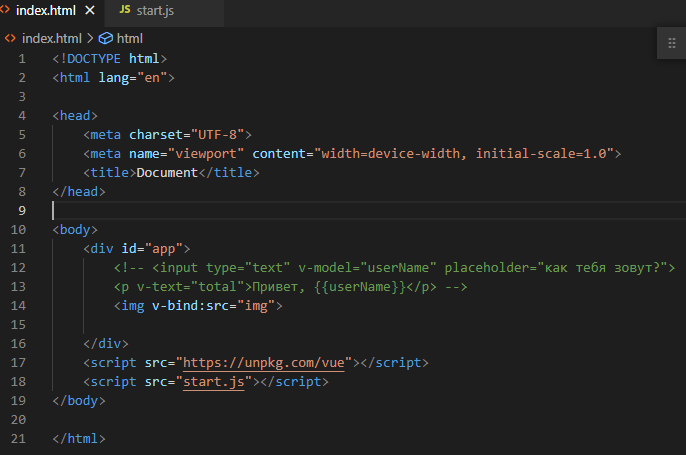 index.html × JS start.js
index.html > html
1 <!DOCTYPE html>
2 <html lang="en">
3
4 <head>
5 <meta charset="UTF-8">
6 <meta name="viewport" content="width=device-width, initial-scale=1.0">
7 <title>Document</title>
8 </head>
9
10 <body>
11 <div id="app">
12 <!-- <input type="text" v-model="userName" placeholder="как тебя зовут?">
13 <p v-text="total">Привет, {{userName}}</p> -->
14 <img v-bind:src="img">
15
16 </div>
17 <script src="https://unpkg.com/vue"></script>
18 <script src="start.js"></script>
19 </body>
20
21 </html>